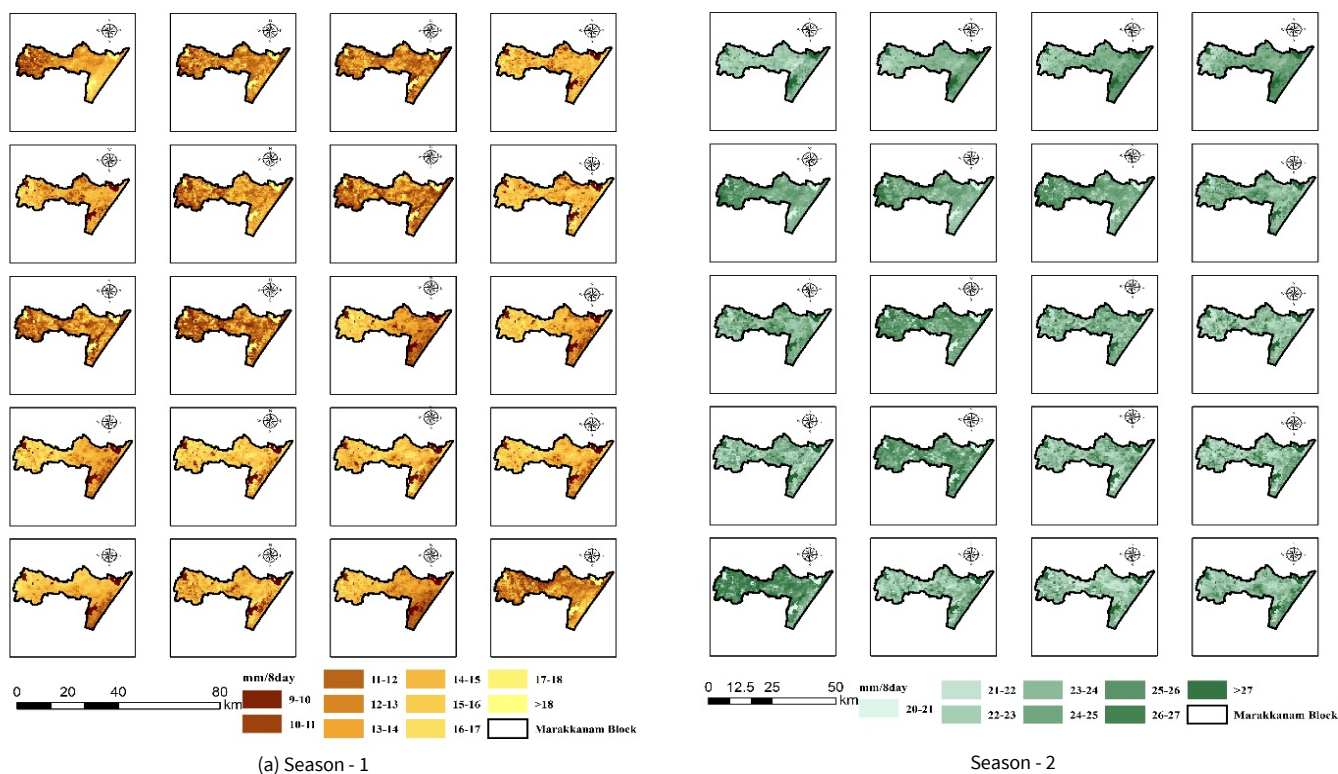 mm/8day
9-10
10-11
11-12
12-13
13-14
14-15
15-16
16-17
17-18
>18
Marakkanam Block
0 20 40 80
km
(a) Season - 1
mm/8day
20-21
21-22
22-23
23-24
24-25
25-26
26-27
>27
Marakkanam Block
0 12.5 25 50
km
Season - 2